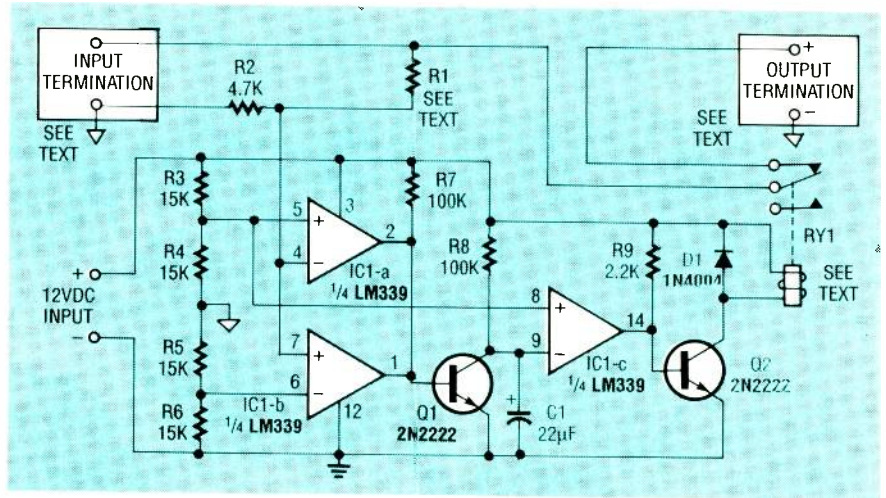 INPUT
TERMINATION
SEE
TEXT
R2
4.7K
R1
SEE
TEXT
+
OUTPUT
TERMINATION
−
SEE
TEXT
R3
15K
R4
15K
R5
15K
R6
15K
+
12VDC
INPUT
−
5
+
3
2
4
−
IC1-a
1/4 LM339
R7
100K
R8
100K
7
+
1
6
−
12
IC1-b
1/4 LM339
Q1
2N2222
8
+
14
9
−
IC1-c
1/4 LM339
+
C1
22µF
R9
2.2K
D1
1N4004
RY1
SEE
TEXT
Q2
2N2222